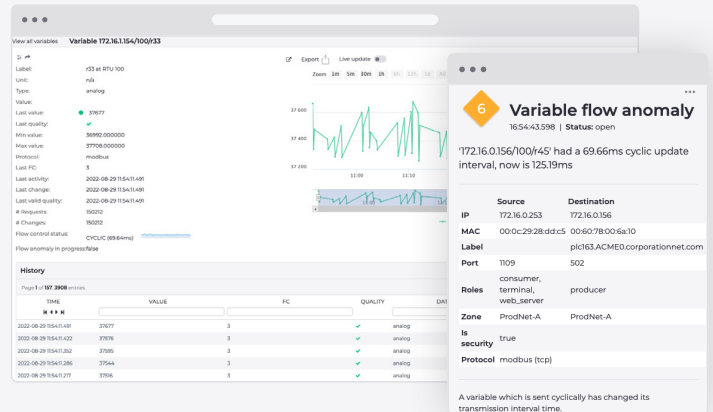 View all variables Variable 172.16.1.154/100/r33
Label: r33 at RTU 100
Unit: n/a
Type: analog
Value:
Last value: 37677
Last quality: ✔
Min value: 36992.000000
Max value: 37708.000000
Protocol: modbus
Last FC: 3
Last activity: 2022-08-29 11:54:11.491
Last change: 2022-08-29 11:54:11.491
Last valid quality: 2022-08-29 11:54:11.491
# Requests: 150212
# Changes: 150212
Flow control status: CYCLIC (69.64ms)
Flow anomaly in progress: false
Export Live update
Zoom 1m 5m 30m 1h
37 600
37 400
37 200
11:00 11:10
History
Page 1 of 157, 3908 entries
TIME VALUE FC QUALITY DAT
2022-08-29 11:54:11.491 37677 3 ✔ analog
2022-08-29 11:54:11.422 37576 3 ✔ analog
2022-08-29 11:54:11.352 37595 3 ✔ analog
2022-08-29 11:54:11.286 37544 3 ✔ analog
2022-08-29 11:54:11.217 37516 3 ✔ analog
6
Variable flow anomaly
16:54:43.598 | Status: open
'172.16.0.156/100/r45' had a 69.66ms cyclic update
interval, now is 125.19ms
Source Destination
IP 172.16.0.253 172.16.0.156
MAC 00:0c:29:28:dd:c5 00:60:78:00:6a:10
Label plc163.ACME0.corporationnet.com
Port 1109 502
Roles consumer, terminal, web_server producer
Zone ProdNet-A ProdNet-A
Is security true
Protocol modbus (tcp)
A variable which is sent cyclically has changed its
transmission interval time.